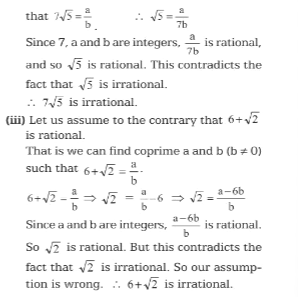 that 7√5 = a/b . ∴ √5 = a/7b
Since 7, a and b are integers, a/7b is rational,
and so √5 is rational. This contradicts the
fact that √5 is irrational.
∴ 7√5 is irrational.
(iii) Let us assume to the contrary that 6+√2
is rational.
That is we can find coprime a and b (b ≠ 0)
such that 6+√2 = a/b.
6+√2 – a/b ⇒ √2 = a/b –6 ⇒ √2 = a–6b/b
Since a and b are integers, a–6b/b is rational.
So √2 is rational. But this contradicts the
fact that √2 is irrational. So our assump-
tion is wrong. ∴ 6+√2 is irrational.